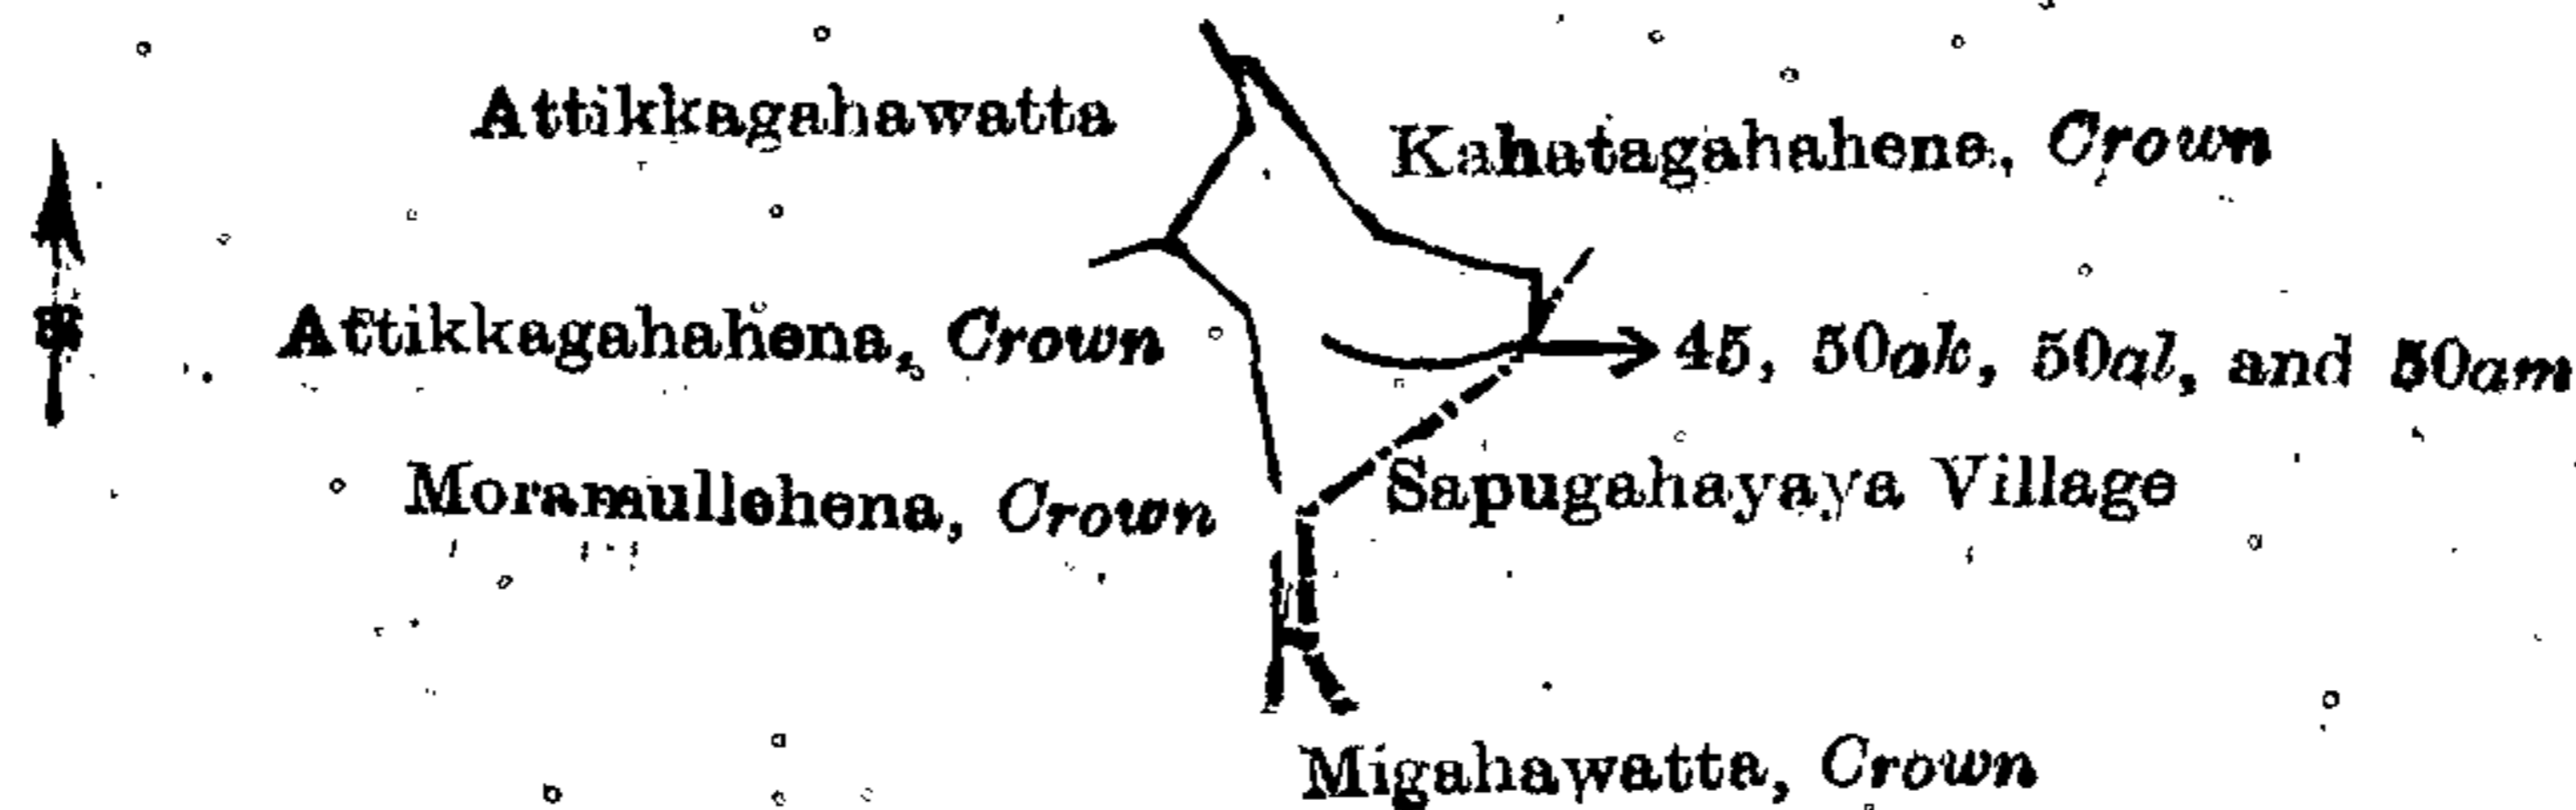 Attikkagahawatta
Kahatagahahena, Crown
Attikkagahahena, Crown
45, 50ak, 50al, and 50am
Moramullehena, Crown
Sapugahayaya Village
Migahawatta, Crown